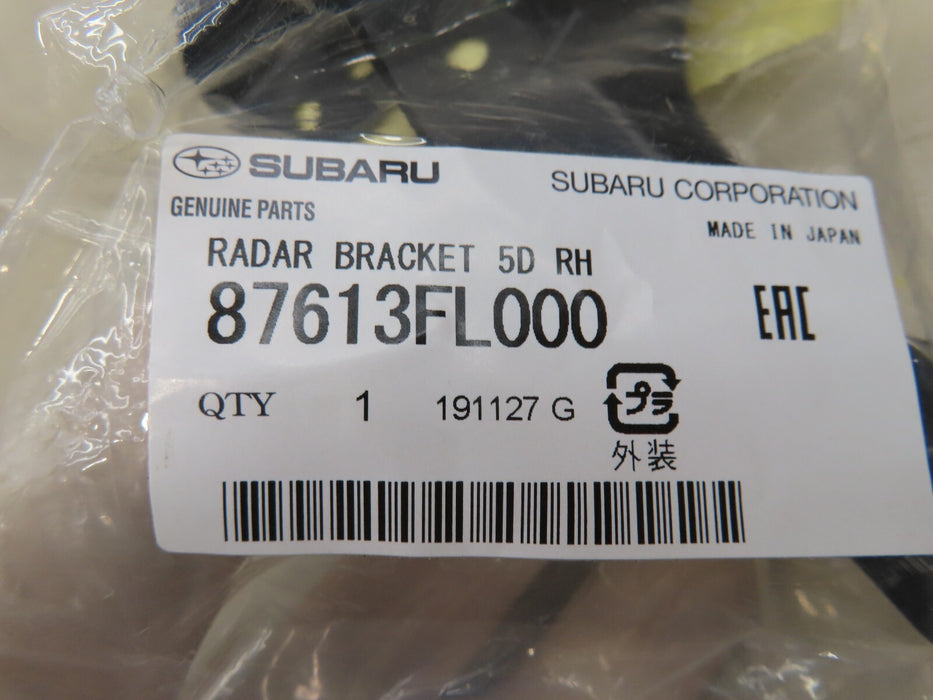 SUBARU
SUBARU CORPORATION
GENUINE PARTS
MADE IN JAPAN
RADAR BRACKET 5D RH
87613FL000
EAC
QTY 1 191127 G
プラ
外装